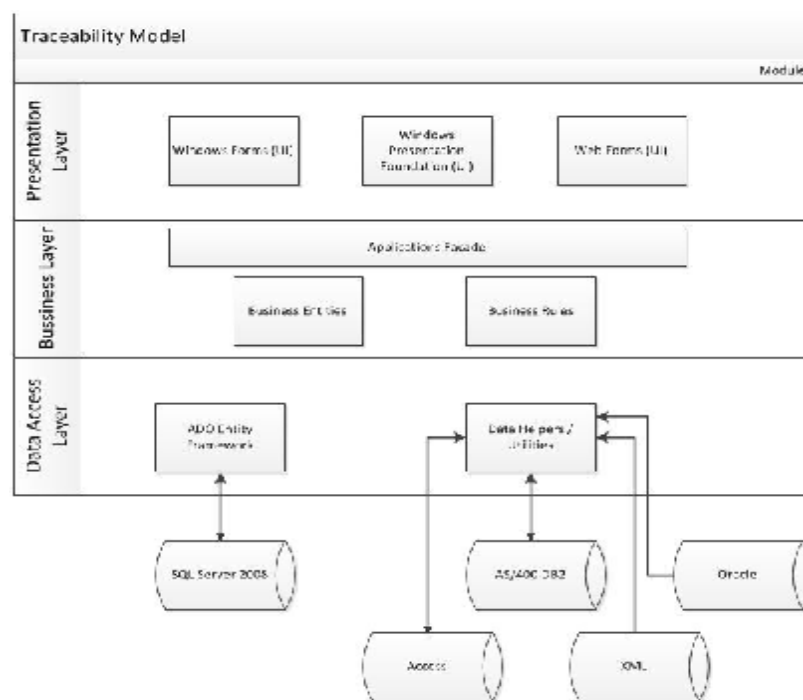 Traceability Model
Module
Presentation
Layer
Windows Forms (UI)
Windows
Presentation
Foundation (U
Web Forms (UI)
Bussiness Layer
Applications Facade
Business Entities
Business Rules
Data Access
Layer
ADO Entity
Framework
Data Helpers /
Utilities
SQL Server 2008
AS/400 DB2
Oracle
Access
XML